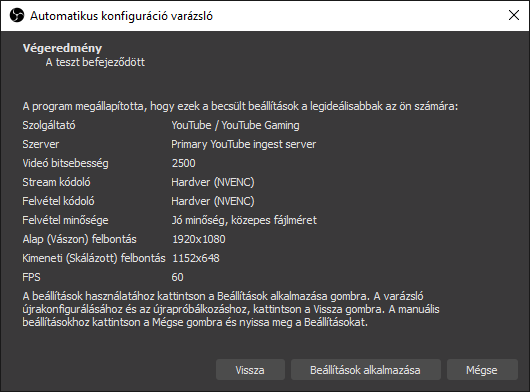 Automatikus konfiguráció varázsló
Végeredmény
A teszt befejeződött
A program megállapította, hogy ezek a becsült beállítások a legideálisabbak az ön számára:
Szolgáltató YouTube / YouTube Gaming
Szerver Primary YouTube ingest server
Videó bitsebesség 2500
Stream kódoló Hardver (NVENC)
Felvétel kódoló Hardver (NVENC)
Felvétel minősége Jó minőség, közepes fájlméret
Alap (Vászon) felbontás 1920x1080
Kimeneti (Skálázott) felbontás 1152x648
FPS 60
A beállítások használatához kattintson a Beállítások alkalmazása gombra. A varázsló
újrakonfigurálásához és az újrapróbálkozáshoz, kattintson a Vissza gombra. A manuális
beállításokhoz kattintson a Mégse gombra és nyissa meg a Beállításokat.
Vissza Beállítások alkalmazása Mégse